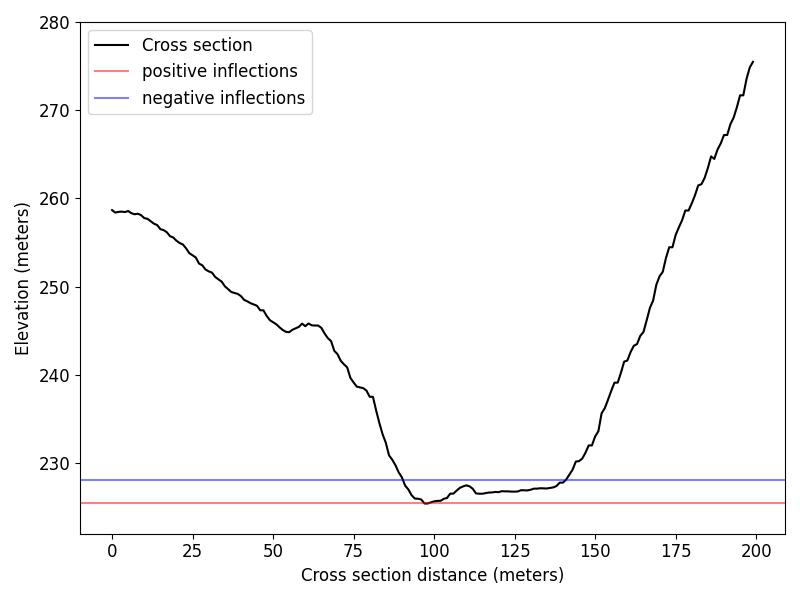 Cross section
positive inflections
negative inflections
280
270
260
250
240
230
Elevation (meters)
0 25 50 75 100 125 150 175 200
Cross section distance (meters)